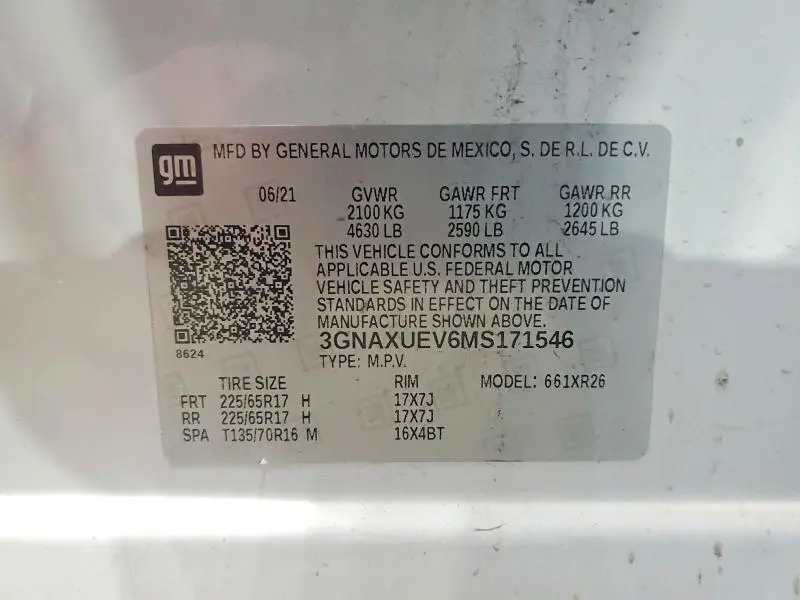 gm
MFD BY GENERAL MOTORS DE MEXICO, S. DE R.L. DE C.V.
06/21 GVWR GAWR FRT GAWR RR
2100 KG 1175 KG 1200 KG
4630 LB 2590 LB 2645 LB
THIS VEHICLE CONFORMS TO ALL
APPLICABLE U.S. FEDERAL MOTOR
VEHICLE SAFETY AND THEFT PREVENTION
STANDARDS IN EFFECT ON THE DATE OF
MANUFACTURE SHOWN ABOVE.
3GNAXUEV6MS171546
8624
TYPE: M.P.V.
TIRE SIZE RIM MODEL: 661XR26
FRT 225/65R17 H 17X7J
RR 225/65R17 H 17X7J
SPA T135/70R16 M 16X4BT